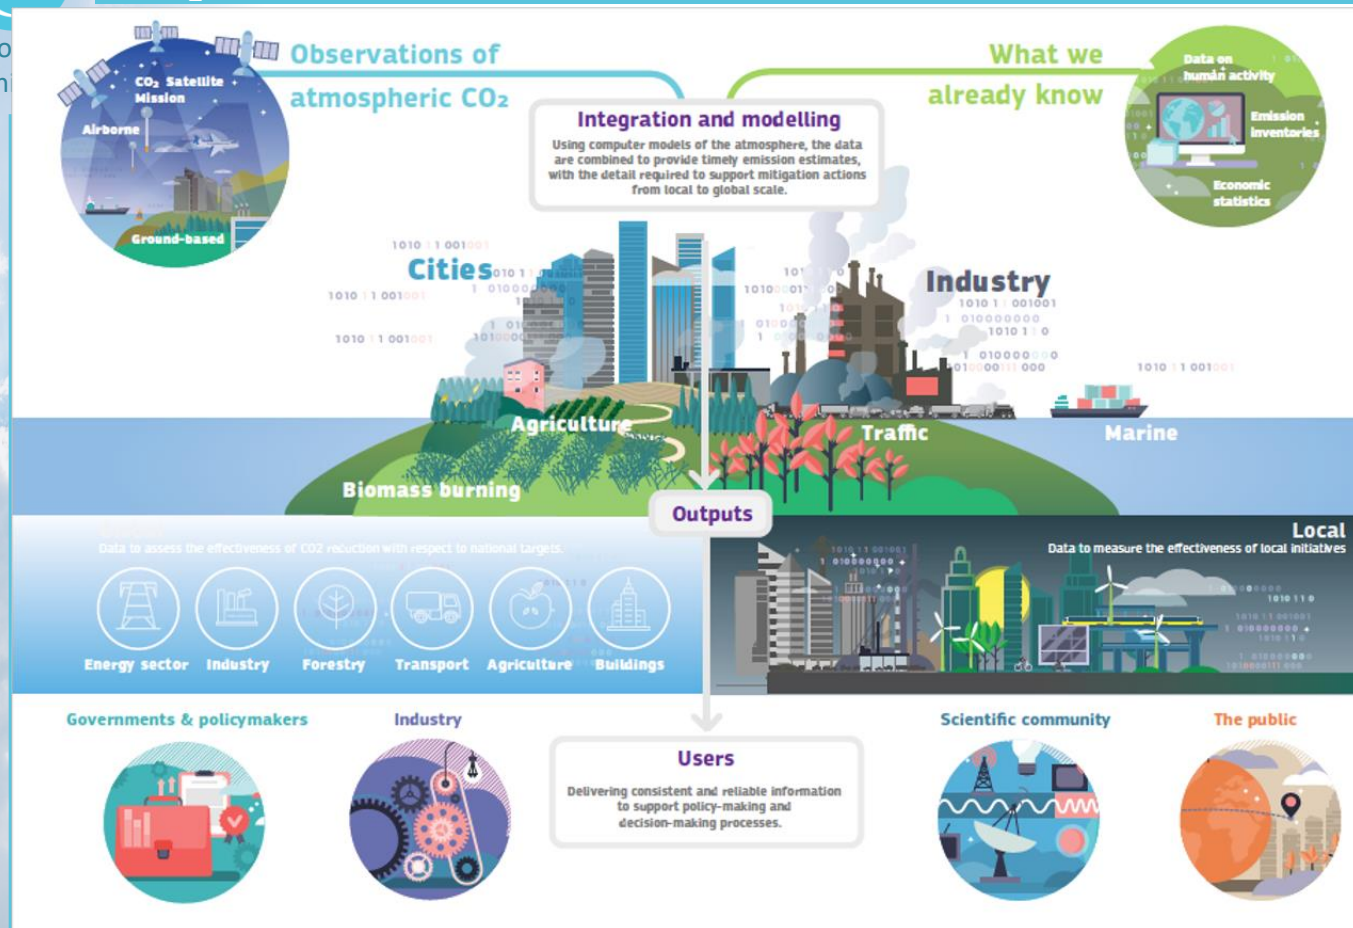 Observations of
atmospheric CO₂
What we
already know
CO₂ Satellite
Mission
Airborne
Ground-based
Data on
human activity
Emission
inventories
Economic
statistics
Integration and modelling
Using computer models of the atmosphere, the data
are combined to provide timely emission estimates,
with the detail required to support mitigation actions
from local to global scale.
Cities
Industry
Agriculture
Traffic
Marine
Biomass burning
Outputs
Data to assess the effectiveness of CO2 reduction with respect to national targets.
Energy sector
Industry
Forestry
Transport
Agriculture
Buildings
Local
Data to measure the effectiveness of local initiatives
Governments & policymakers
Industry
Users
Delivering consistent and reliable information
to support policy-making and
decision-making processes.
Scientific community
The public